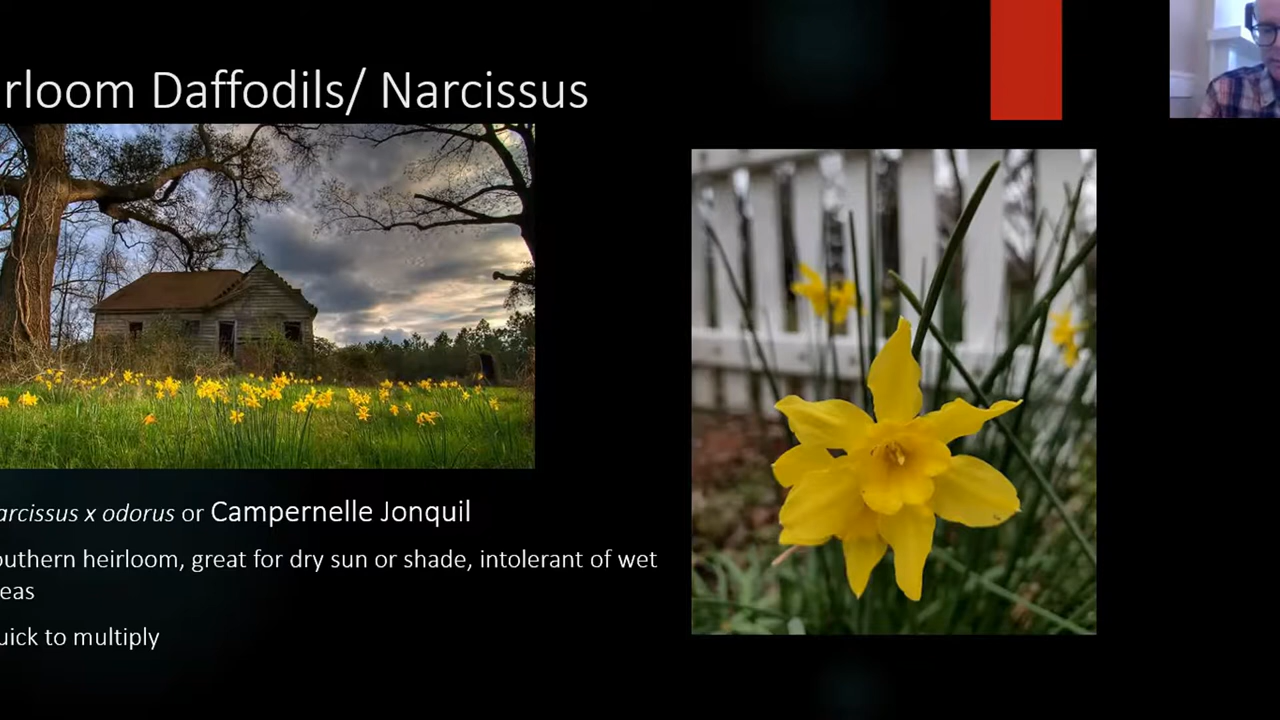 rloom Daffodils/ Narcissus
arcissus x odorus or Campernelle Jonquil
outhern heirloom, great for dry sun or shade, intolerant of wet
eas
uick to multiply